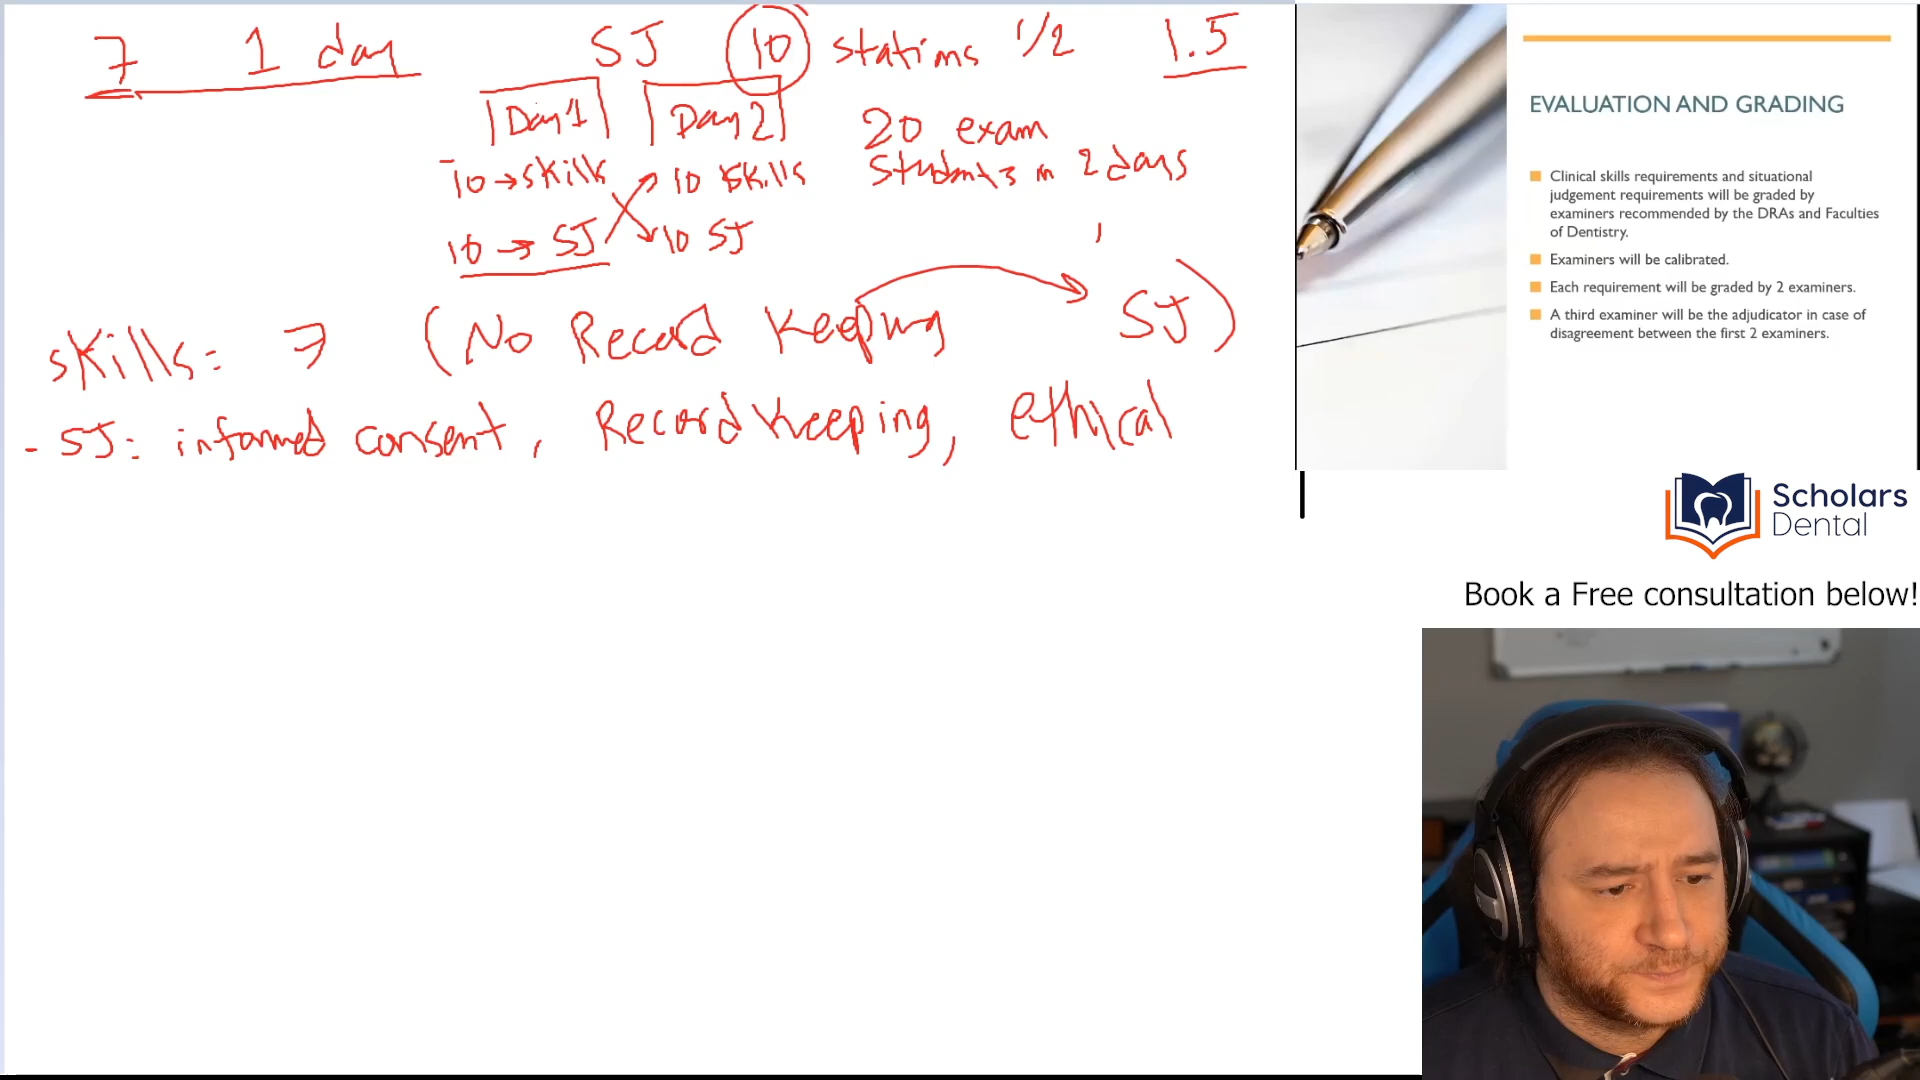 7 1 day SJ 10 stations 1/2 1.5
Day 1 Day 2 20 exam
10 → skills 10 skills students in 2 days
10 → SJ 10 SJ
skills: 7 (No Record Keeping SJ)
- SJ: informed consent, Record Keeping, ethical
EVALUATION AND GRADING
Clinical skills requirements and situational
judgement requirements will be graded by
examiners recommended by the DRAs and Faculties
of Dentistry.
Examiners will be calibrated.
Each requirement will be graded by 2 examiners.
A third examiner will be the adjudicator in case of
disagreement between the first 2 examiners.
Scholars
Dental
Book a Free consultation below!